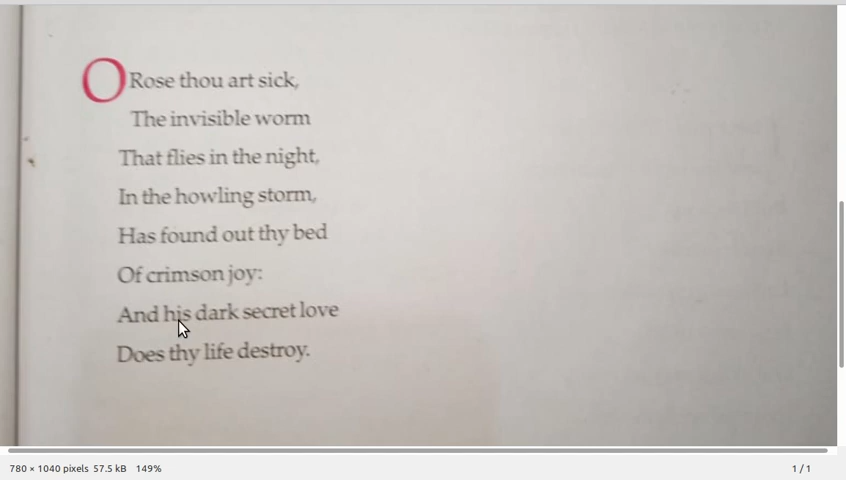 O Rose thou art sick,
The invisible worm
That flies in the night,
In the howling storm,
Has found out thy bed
Of crimson joy:
And his dark secret love
Does thy life destroy.
780 × 1040 pixels 57.5 kB 149% 1 / 1